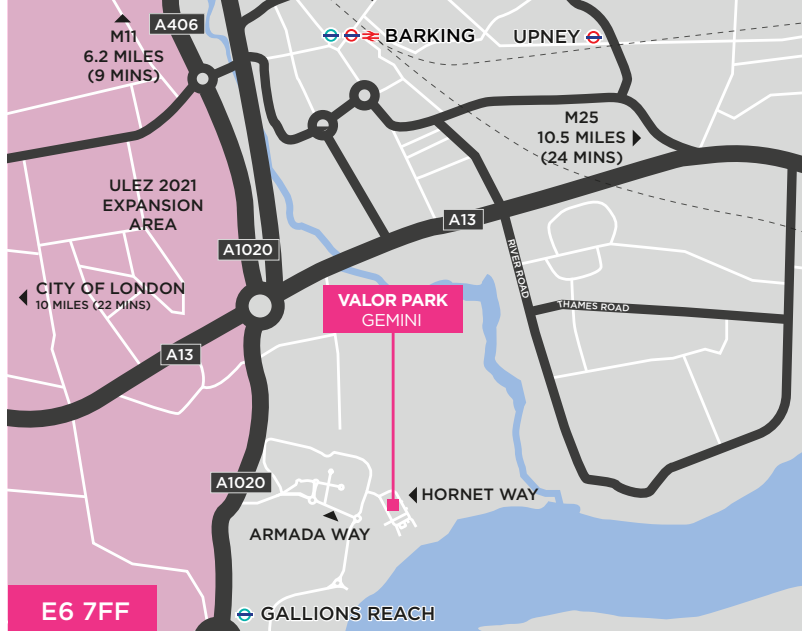 A406
M11
6.2 MILES
(9 MINS)
BARKING
UPNEY
M25
10.5 MILES
(24 MINS)
ULEZ 2021
EXPANSION
AREA
A13
A1020
RIVER ROAD
CITY OF LONDON
10 MILES (22 MINS)
VALOR PARK
GEMINI
THAMES ROAD
A13
A1020
HORNET WAY
ARMADA WAY
E6 7FF
GALLIONS REACH